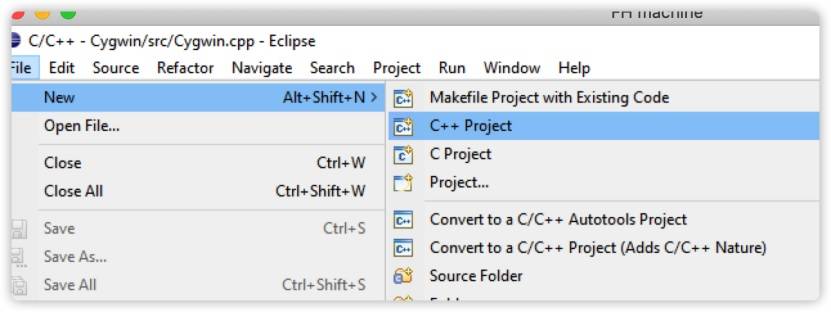 FH machine
C/C++ - Cygwin/src/Cygwin.cpp - Eclipse
File Edit Source Refactor Navigate Search Project Run Window Help
New Alt+Shift+N >
Open File...
Close Ctrl+W
Close All Ctrl+Shift+W
Save Ctrl+S
Save As...
Save All Ctrl+Shift+S
Makefile Project with Existing Code
C++ Project
C Project
Project...
Convert to a C/C++ Autotools Project
Convert to a C/C++ Project (Adds C/C++ Nature)
Source Folder